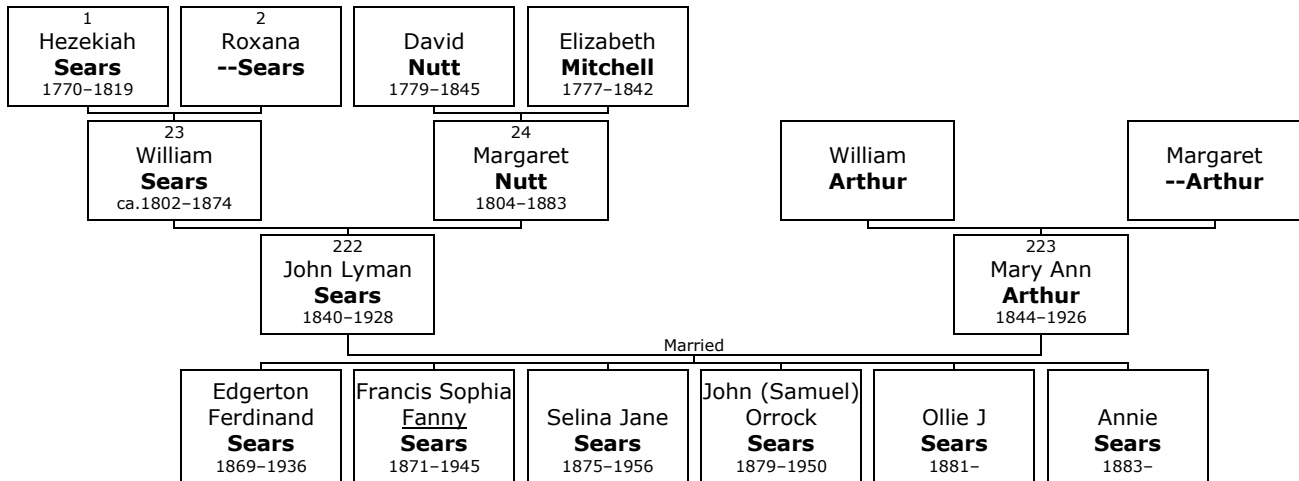 1
Hezekiah
Sears
1770–1819
2
Roxana
--Sears
David
Nutt
1779–1845
Elizabeth
Mitchell
1777–1842
23
William
Sears
ca.1802–1874
24
Margaret
Nutt
1804–1883
William
Arthur
Margaret
--Arthur
222
John Lyman
Sears
1840–1928
223
Mary Ann
Arthur
1844–1926
Married
Edgerton
Ferdinand
Sears
1869–1936
Francis Sophia
Fanny
Sears
1871–1945
Selina Jane
Sears
1875–1956
John (Samuel)
Orrock
Sears
1879–1950
Ollie J
Sears
1881–
Annie
Sears
1883–